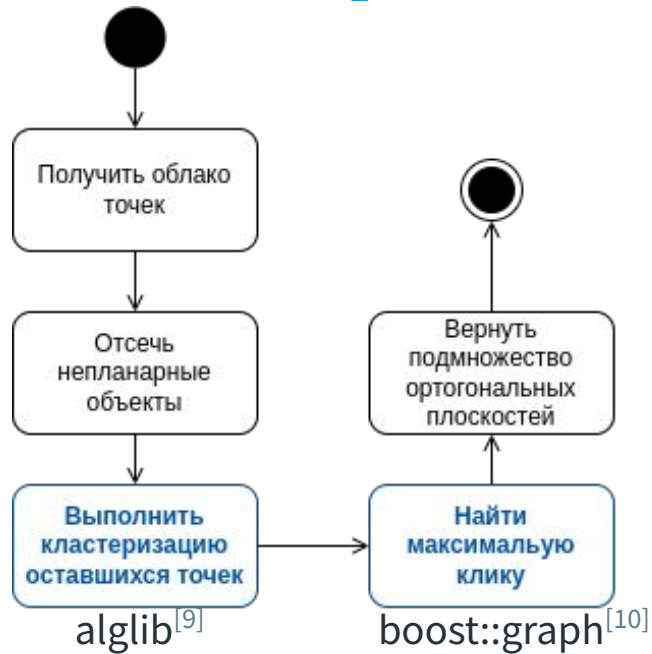 Получить облако
точек
Отсечь
непланарные
объекты
Выполнить
кластеризацию
оставшихся точек
alglib[9]
Найти
максимальую
клику
boost::graph[10]
Вернуть
подмножество
ортогональных
плоскостей